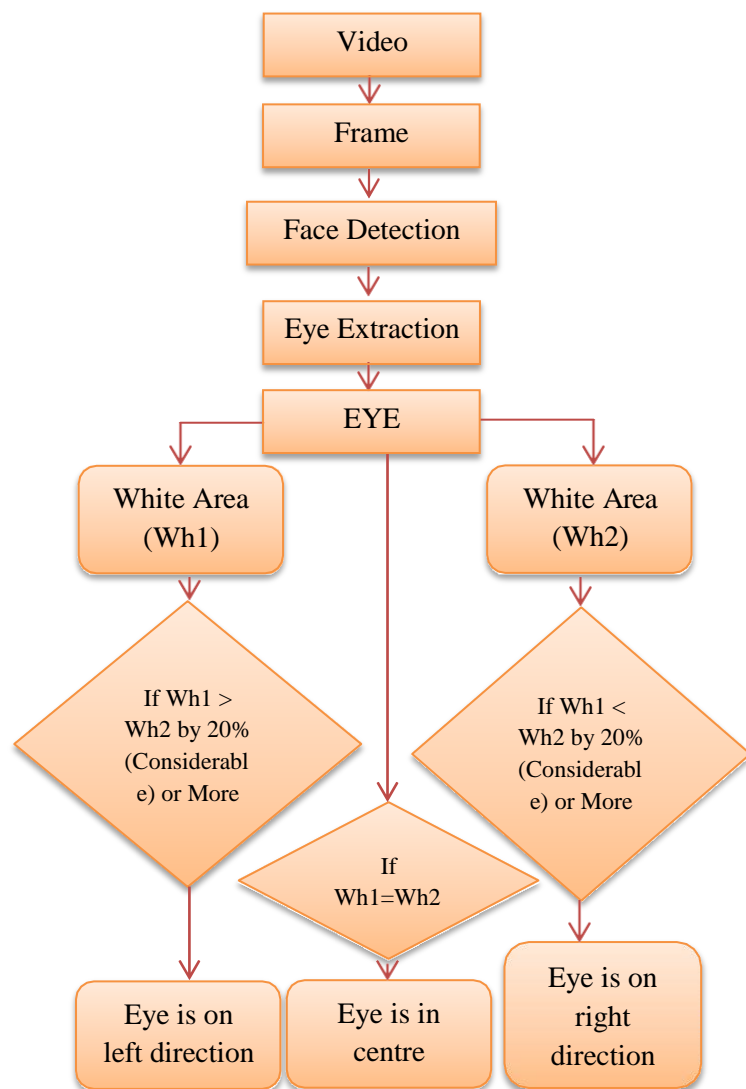 Video
Frame
Face Detection
Eye Extraction
EYE
White Area
(Wh1)
White Area
(Wh2)
If Wh1 >
Wh2 by 20%
(Considerabl
e) or More
If Wh1 <
Wh2 by 20%
(Considerabl
e) or More
If
Wh1=Wh2
Eye is on
left direction
Eye is in
centre
Eye is on
right
direction